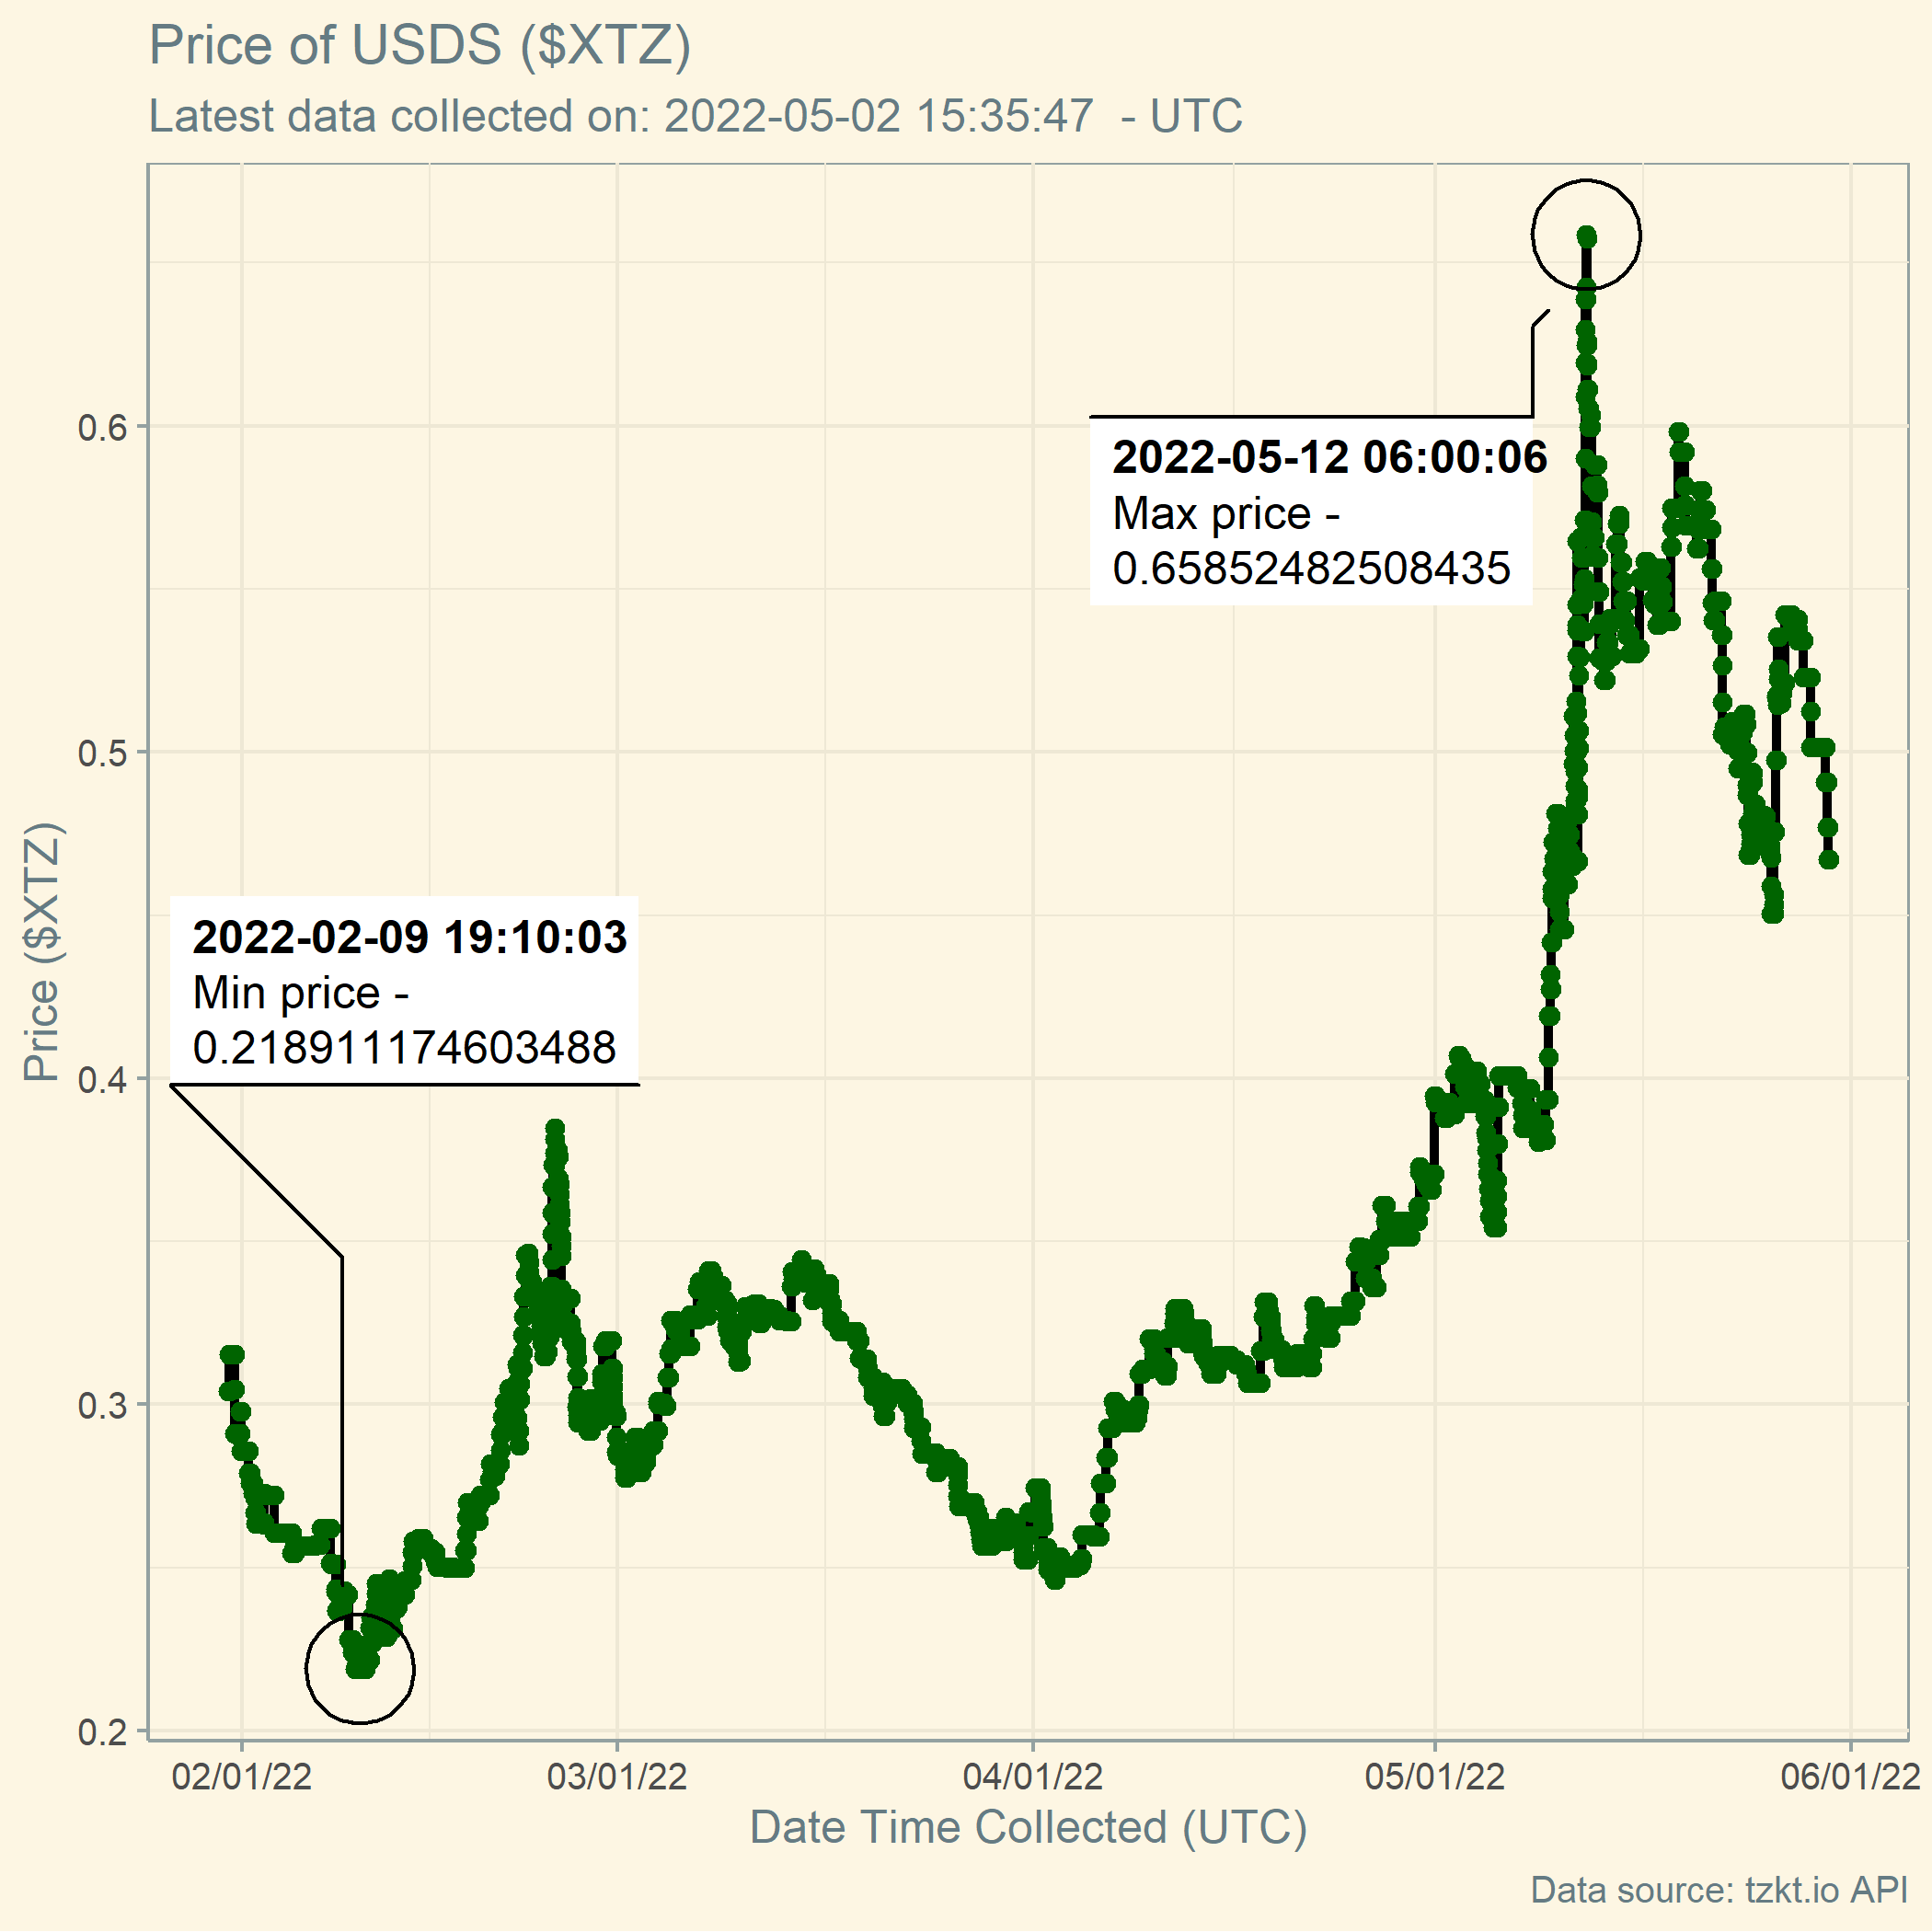 Price of USDS ($XTZ)
Latest data collected on: 2022-05-02 15:35:47  - UTC
2022-05-12 06:00:06
Max price -
0.65852482508435
2022-02-09 19:10:03
Min price -
0.218911174603488
Price ($XTZ)
0.6
0.5
0.4
0.3
0.2
02/01/22
03/01/22
04/01/22
05/01/22
06/01/22
Date Time Collected (UTC)
Data source: tzkt.io API